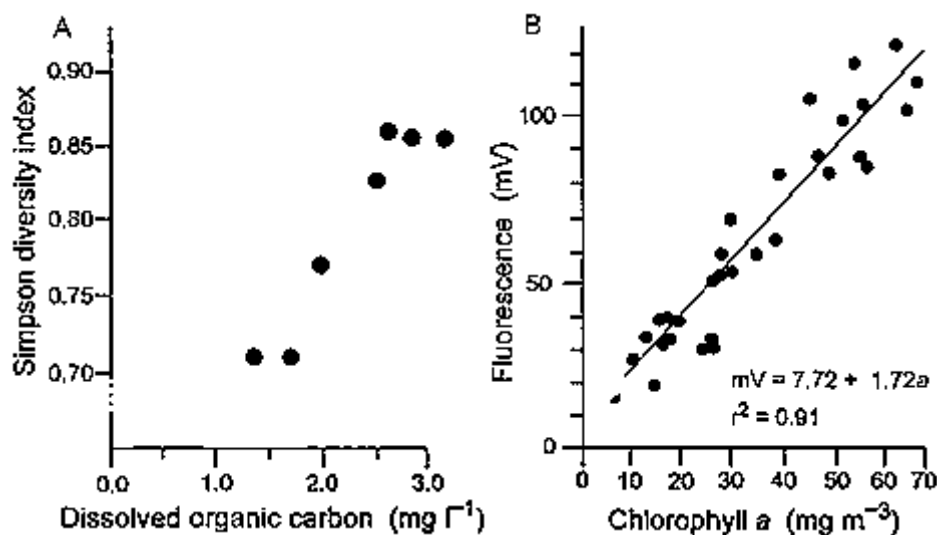 A
Simpson diversity index
0.90
0.85
0.80
0.75
0.70
0.0
1.0
2.0
3.0
Dissolved organic carbon (mg l⁻¹)
B
Fluorescence (mV)
100
50
0
mV = 7.72 + 1.72a
r² = 0.91
0
10
20
30
40
50
60
70
Chlorophyll a (mg m⁻³)